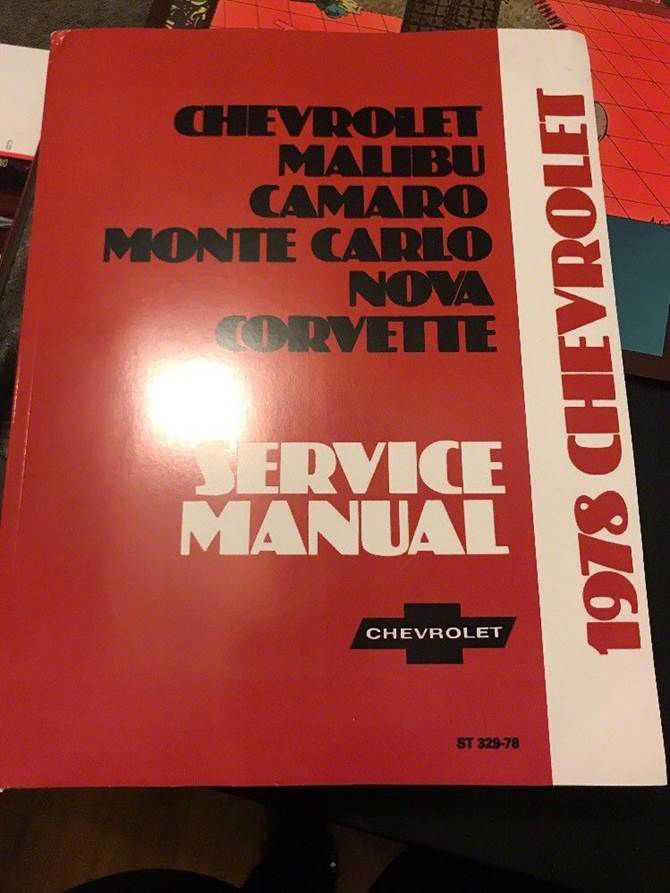 CHEVROLET
MALIBU
CAMARO
MONTE CARLO
NOVA
CORVETTE
SERVICE
MANUAL
CHEVROLET
ST 329-78
1978 CHEVROLET
G